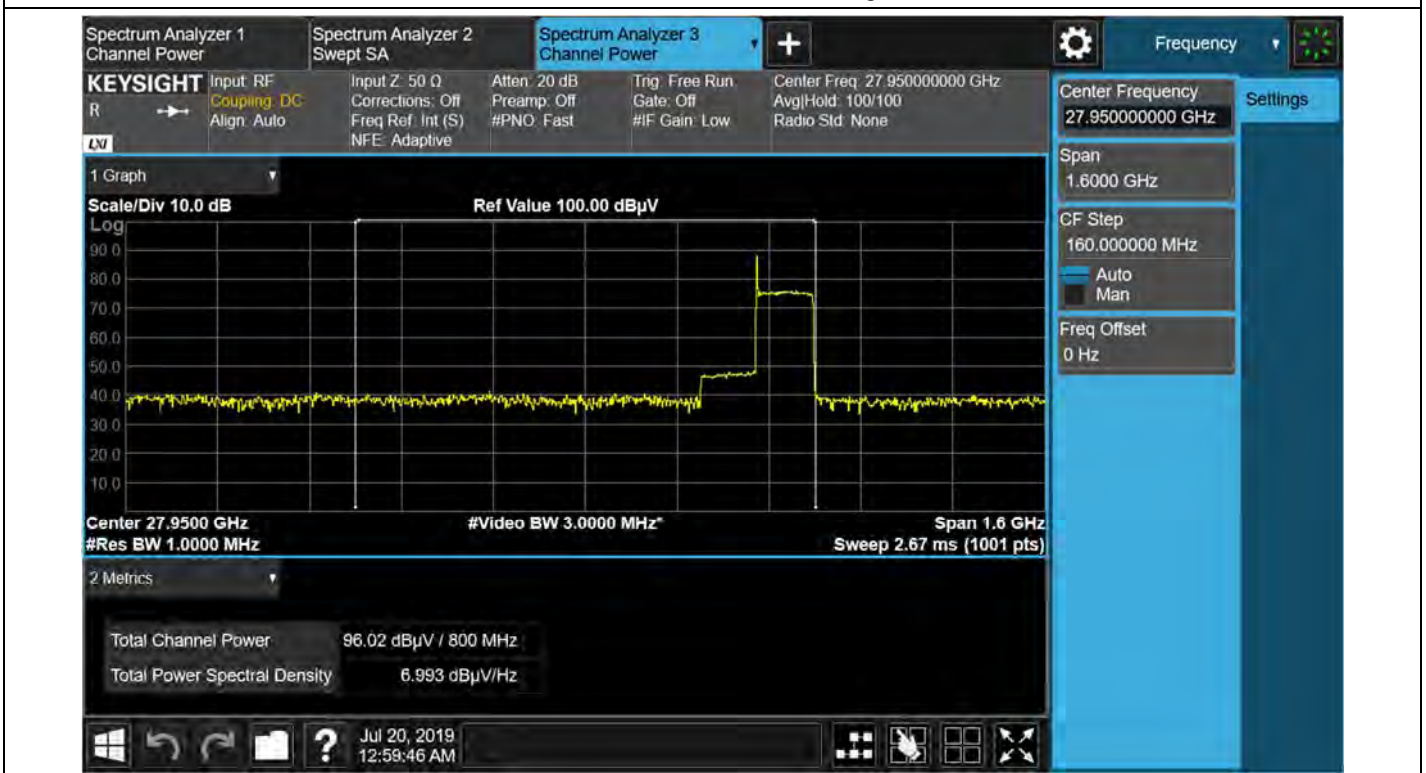 Spectrum Analyzer 1
Channel Power
Spectrum Analyzer 2
Swept SA
Spectrum Analyzer 3
Channel Power
Frequency
KEYSIGHT
R
LXI
Input: RF
Coupling: DC
Align: Auto
Input Z: 50 Ω
Corrections: Off
Freq Ref: Int (S)
NFE: Adaptive
Atten: 20 dB
Preamp: Off
#PNO: Fast
Trig: Free Run
Gate: Off
#IF Gain: Low
Center Freq: 27.950000000 GHz
Avg|Hold: 100/100
Radio Std: None
Center Frequency
27.950000000 GHz
Settings
Span
1.6000 GHz
CF Step
160.000000 MHz
Auto
Man
Freq Offset
0 Hz
1 Graph
Scale/Div 10.0 dB
Ref Value 100.00 dBµV
Log
90.0
80.0
70.0
60.0
50.0
40.0
30.0
20.0
10.0
Center 27.9500 GHz
#Video BW 3.0000 MHz*
Span 1.6 GHz
#Res BW 1.0000 MHz
Sweep 2.67 ms (1001 pts)
2 Metrics
Total Channel Power 96.02 dBµV / 800 MHz
Total Power Spectral Density 6.993 dBµV/Hz
?
Jul 20, 2019
12:59:46 AM